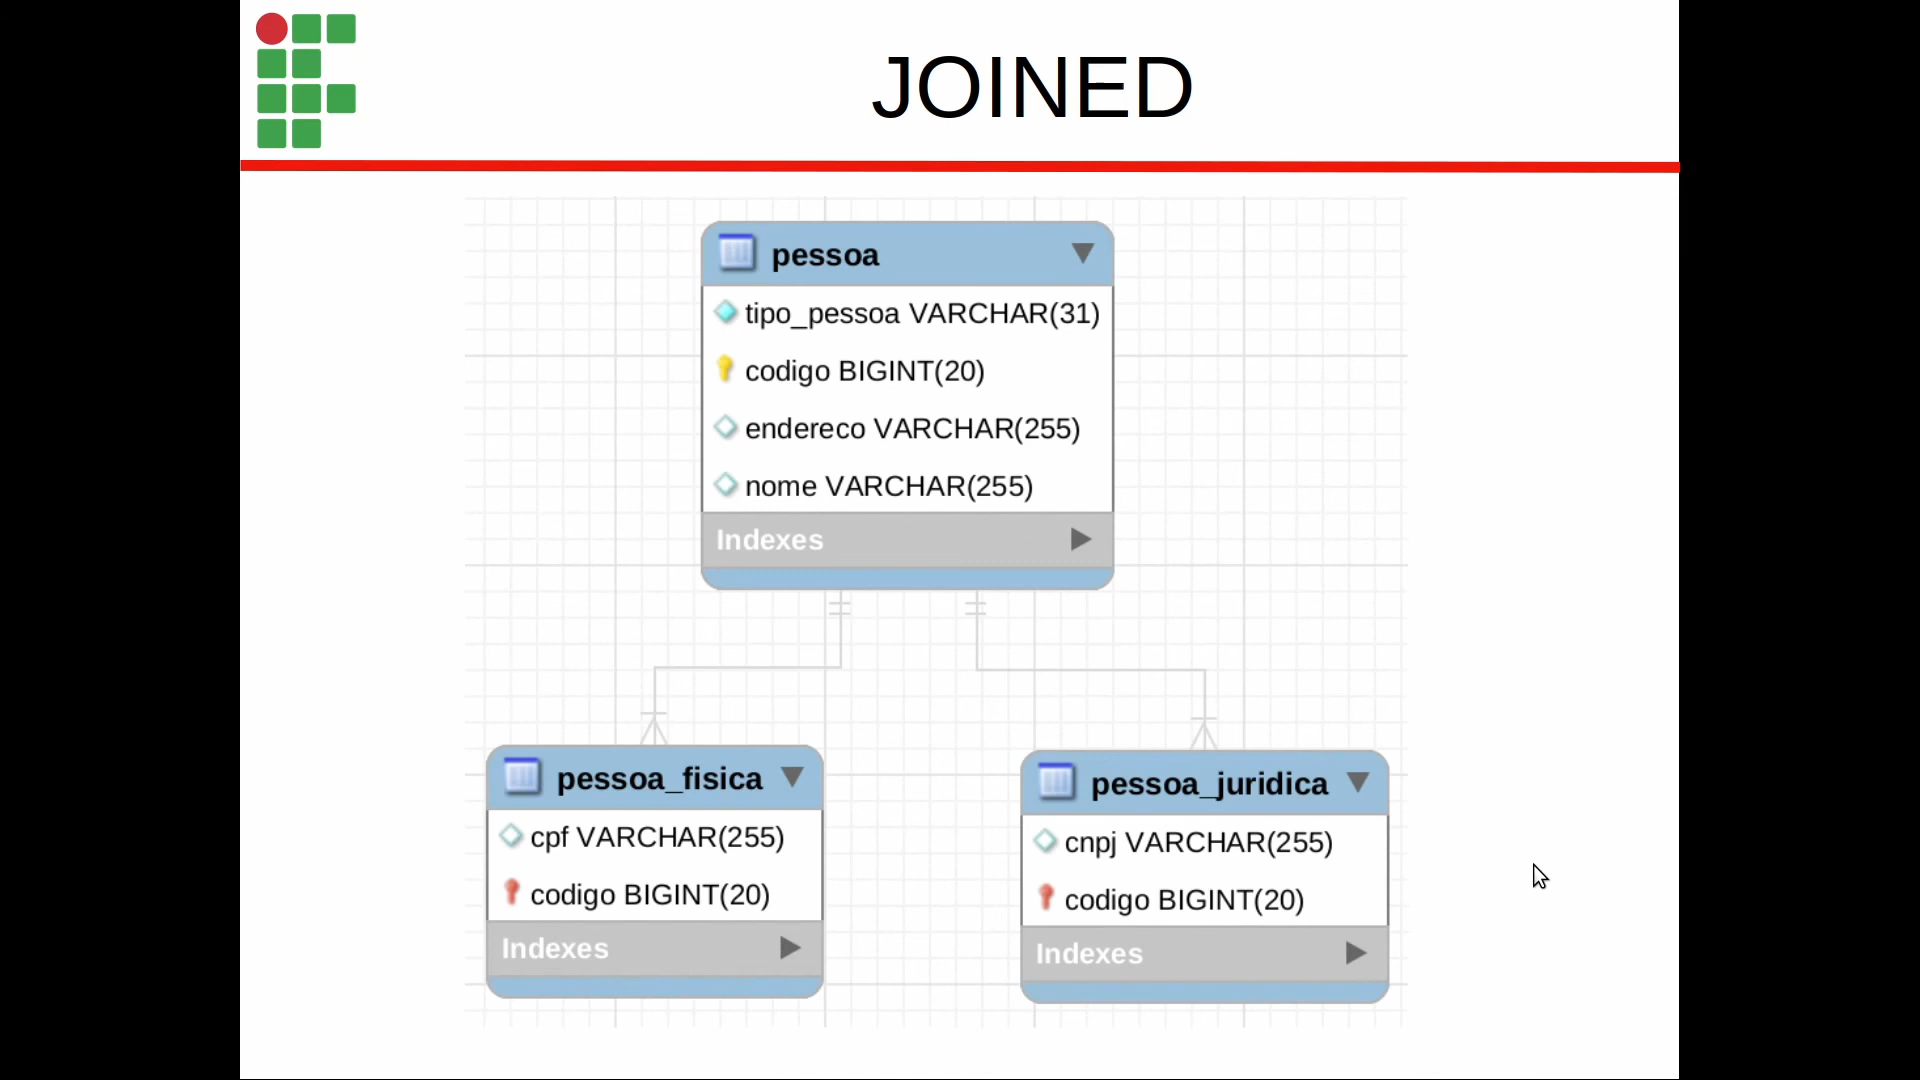 JOINED
pessoa
tipo_pessoa VARCHAR(31)
codigo BIGINT(20)
endereco VARCHAR(255)
nome VARCHAR(255)
Indexes
pessoa_fisica
cpf VARCHAR(255)
codigo BIGINT(20)
Indexes
pessoa_juridica
cnpj VARCHAR(255)
codigo BIGINT(20)
Indexes